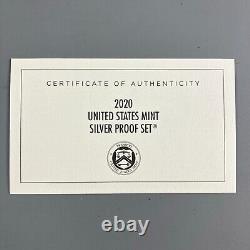 CERTIFICATE OF AUTHENTICITY
2020
UNITED STATES MINT
SILVER PROOF SET®